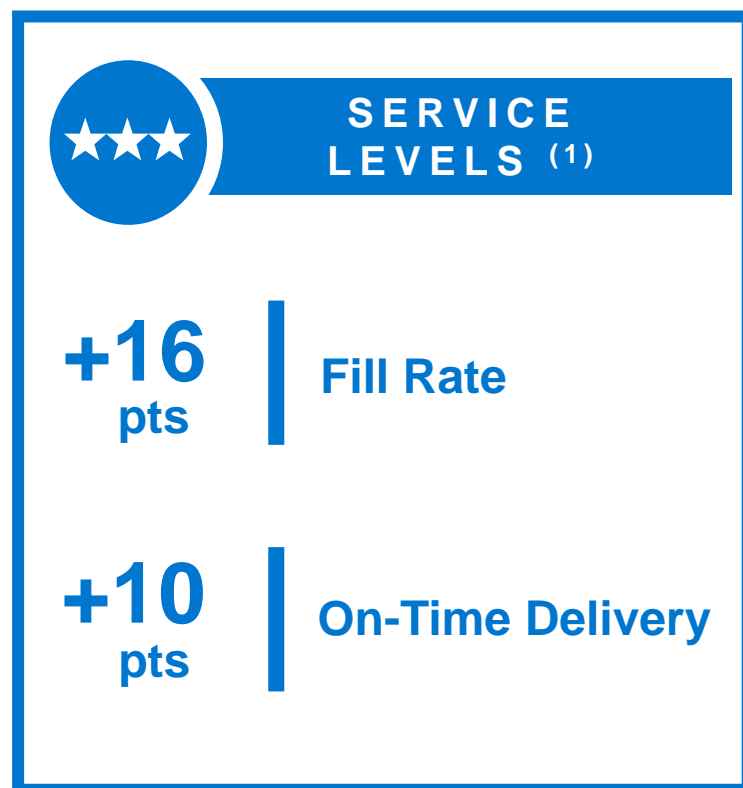 SERVICE
LEVELS (1)
+16
pts
Fill Rate
+10
pts
On-Time Delivery